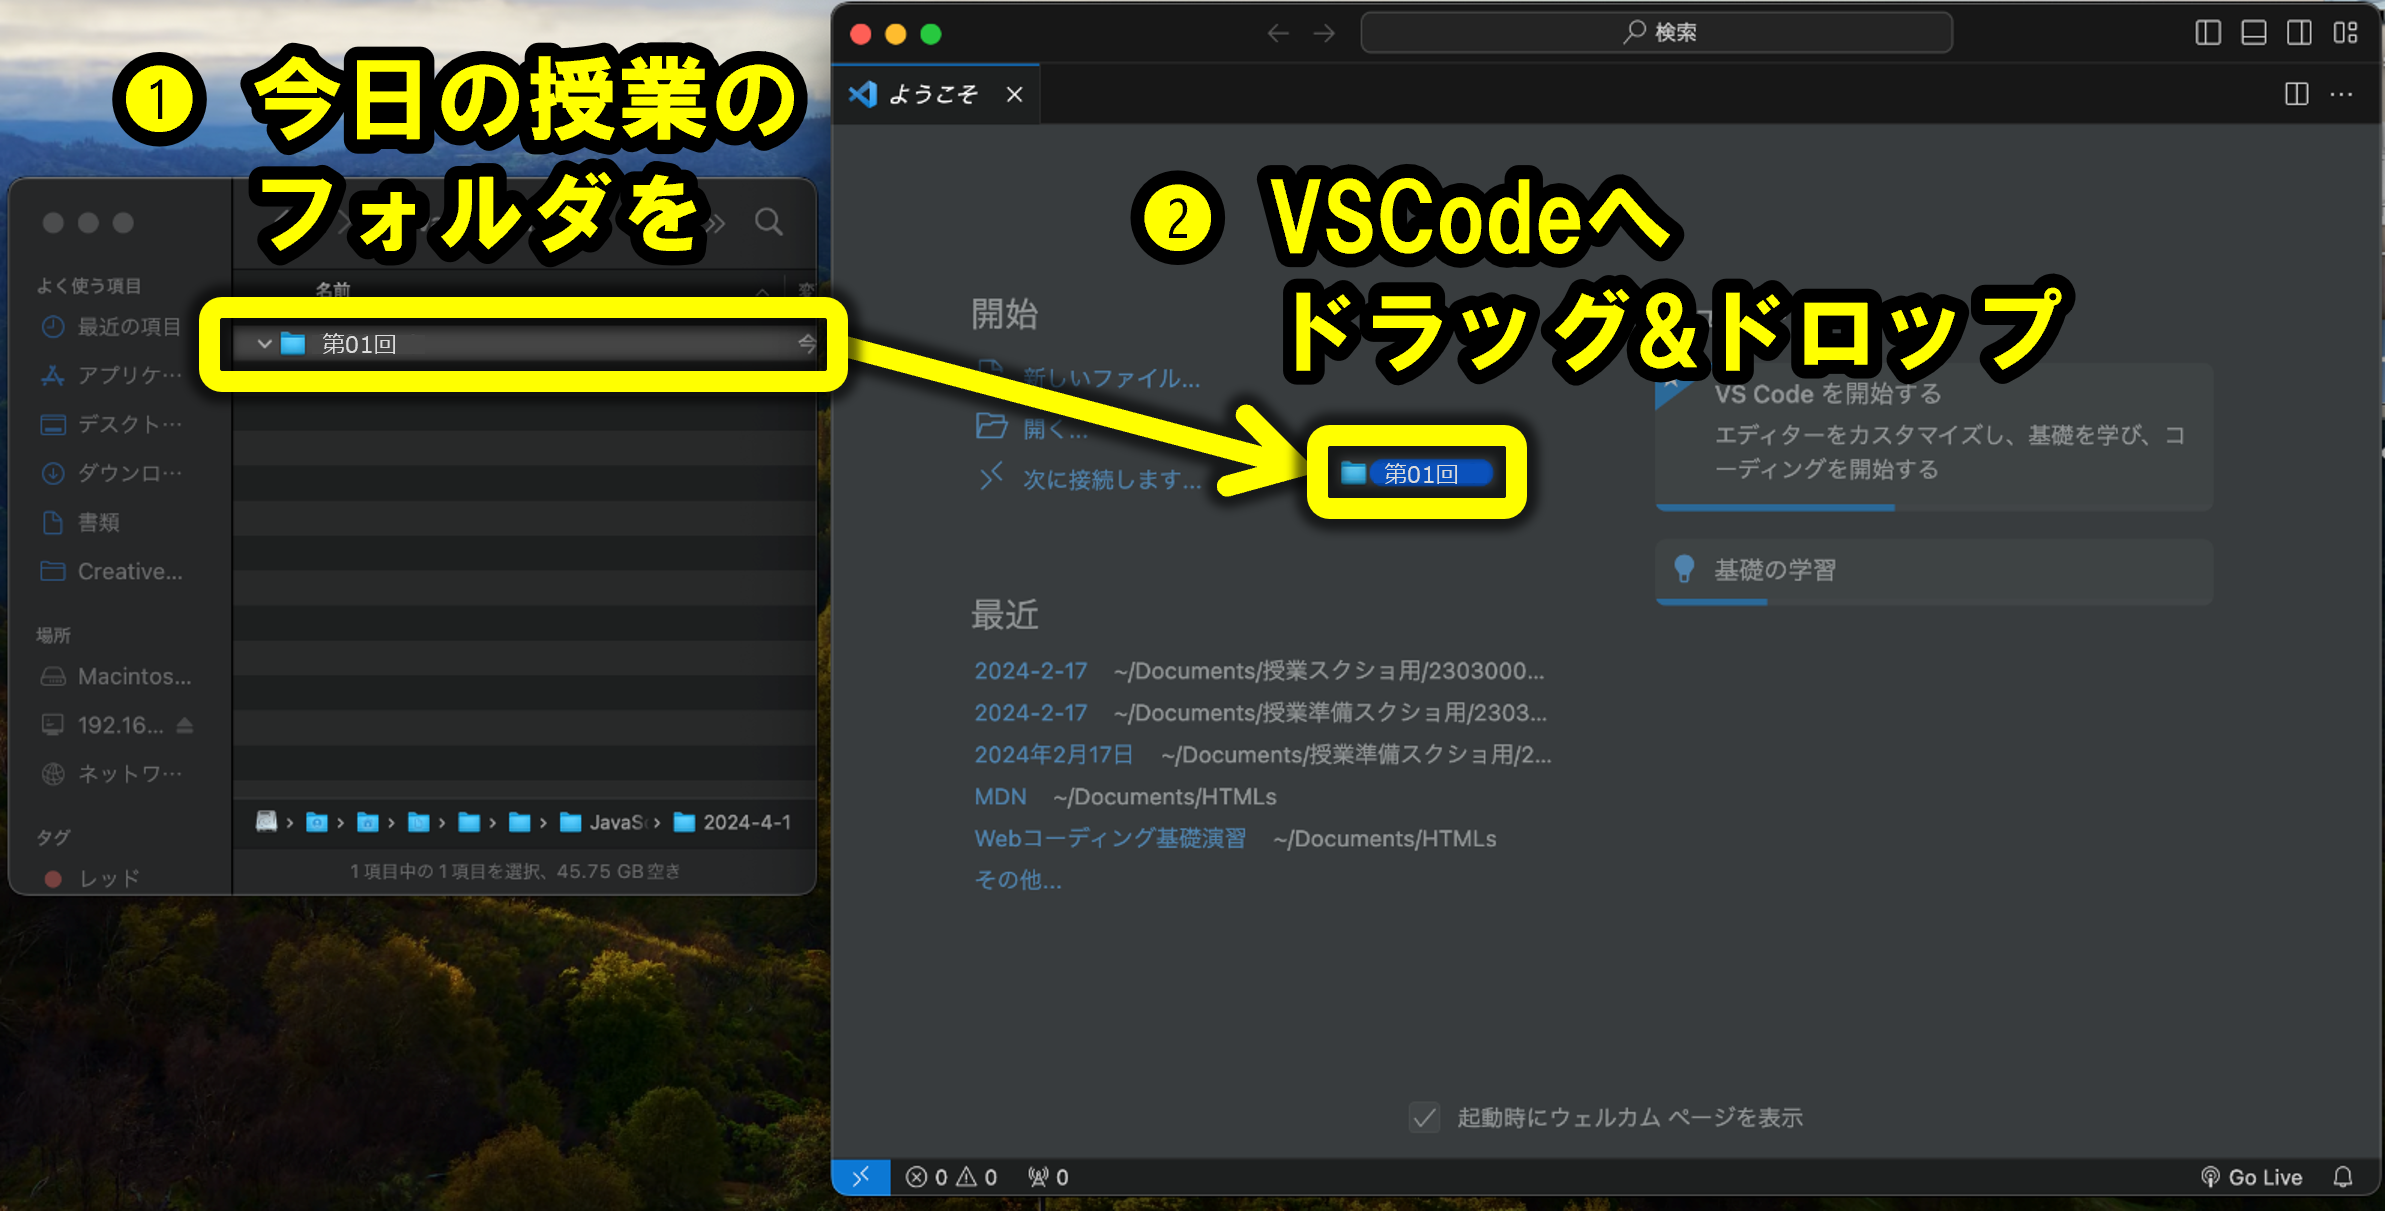 ❶ 今日の授業の
フォルダを
❷ VSCodeへ
ドラッグ&ドロップ
よく使う項目
最近の項目
アプリケ…
デスクト…
ダウンロ…
書類
Creative...
場所
Macintos...
192.16...
ネットワ…
タグ
レッド
名前
第01回
今
JavaSc
2024-4-1
1項目中の1項目を選択、45.75 GB空き
検索
ようこそ
開始
新しいファイル...
開く...
次に接続します...
第01回
最近
2024-2-17 ~/Documents/授業スクショ用/2303000...
2024-2-17 ~/Documents/授業準備スクショ用/2303...
2024年2月17日 ~/Documents/授業準備スクショ用/2...
MDN ~/Documents/HTMLs
Webコーディング基礎演習 ~/Documents/HTMLs
その他...
VS Code を開始する
エディターをカスタマイズし、基礎を学び、コ
ーディングを開始する
基礎の学習
起動時にウェルカム ページを表示
0 0 0
Go Live